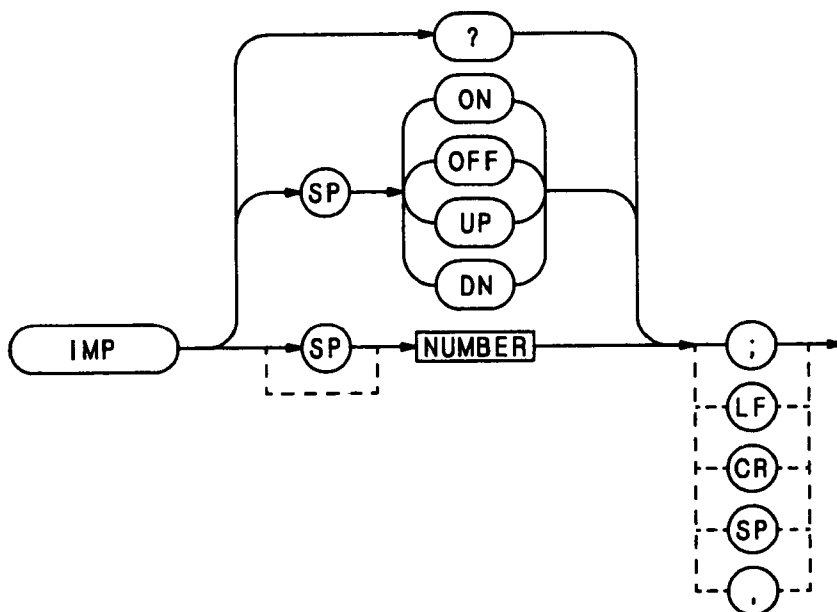 ?
ON
OFF
SP
UP
DN
IMP
SP
NUMBER
;
LF
CR
SP
,